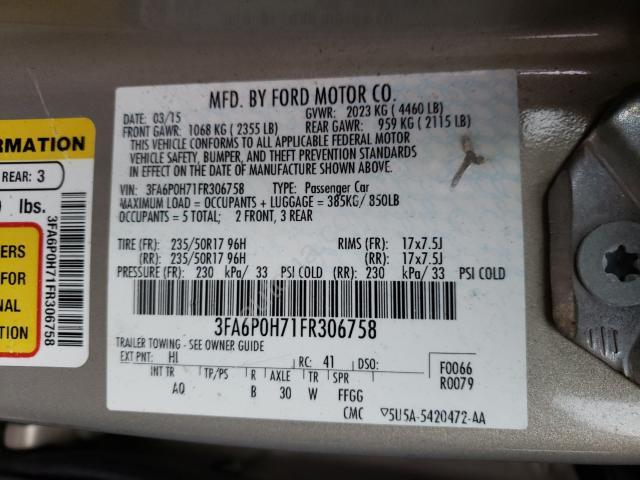 MFD. BY FORD MOTOR CO.
DATE: 03/15 GVWR: 2023 KG ( 4460 LB)
FRONT GAWR: 1068 KG ( 2355 LB) REAR GAWR: 959 KG ( 2115 LB)
THIS VEHICLE CONFORMS TO ALL APPLICABLE FEDERAL MOTOR
VEHICLE SAFETY, BUMPER, AND THEFT PREVENTION STANDARDS
IN EFFECT ON THE DATE OF MANUFACTURE SHOWN ABOVE.
VIN: 3FA6P0H71FR306758 TYPE: Passenger Car
MAXIMUM LOAD = OCCUPANTS + LUGGAGE = 385KG/ 850LB
OCCUPANTS = 5 TOTAL; 2 FRONT, 3 REAR
TIRE (FR): 235/50R17 96H RIMS (FR): 17x7.5J
(RR): 235/50R17 96H (RR): 17x7.5J
PRESSURE (FR): 230 kPa/ 33 PSI COLD (RR): 230 kPa/ 33 PSI COLD
3FA6P0H71FR306758
TRAILER TOWING - SEE OWNER GUIDE
EXT PNT: HI RC: 41 DSO: F0066
INT TR TP/PS R AXLE TR SPR R0079
AQ B 30 W FFGG
CMC 5U5A-5420472-AA
ORMATION
REAR: 3
lbs.
ERS
FOR
NAL
N
3FA6P0H71FR306758